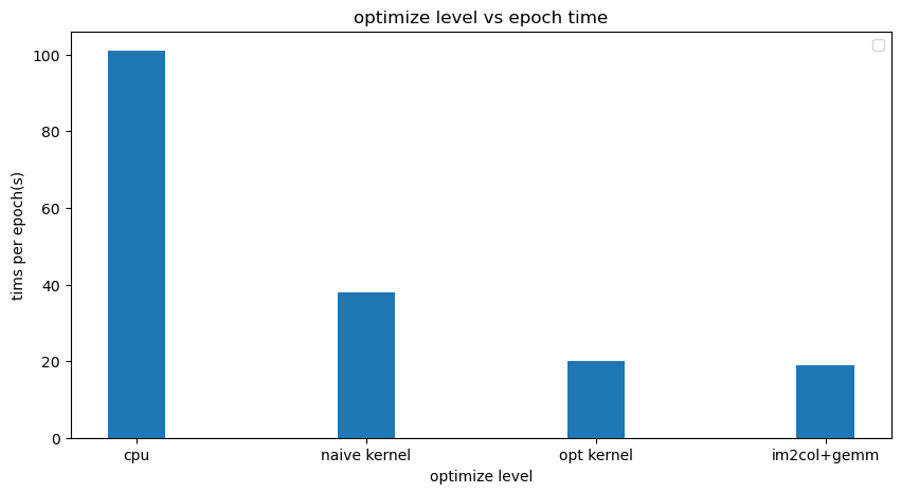 optimize level vs epoch time
tims per epoch(s)
100
80
60
40
20
0
cpu
naive kernel
opt kernel
im2col+gemm
optimize level